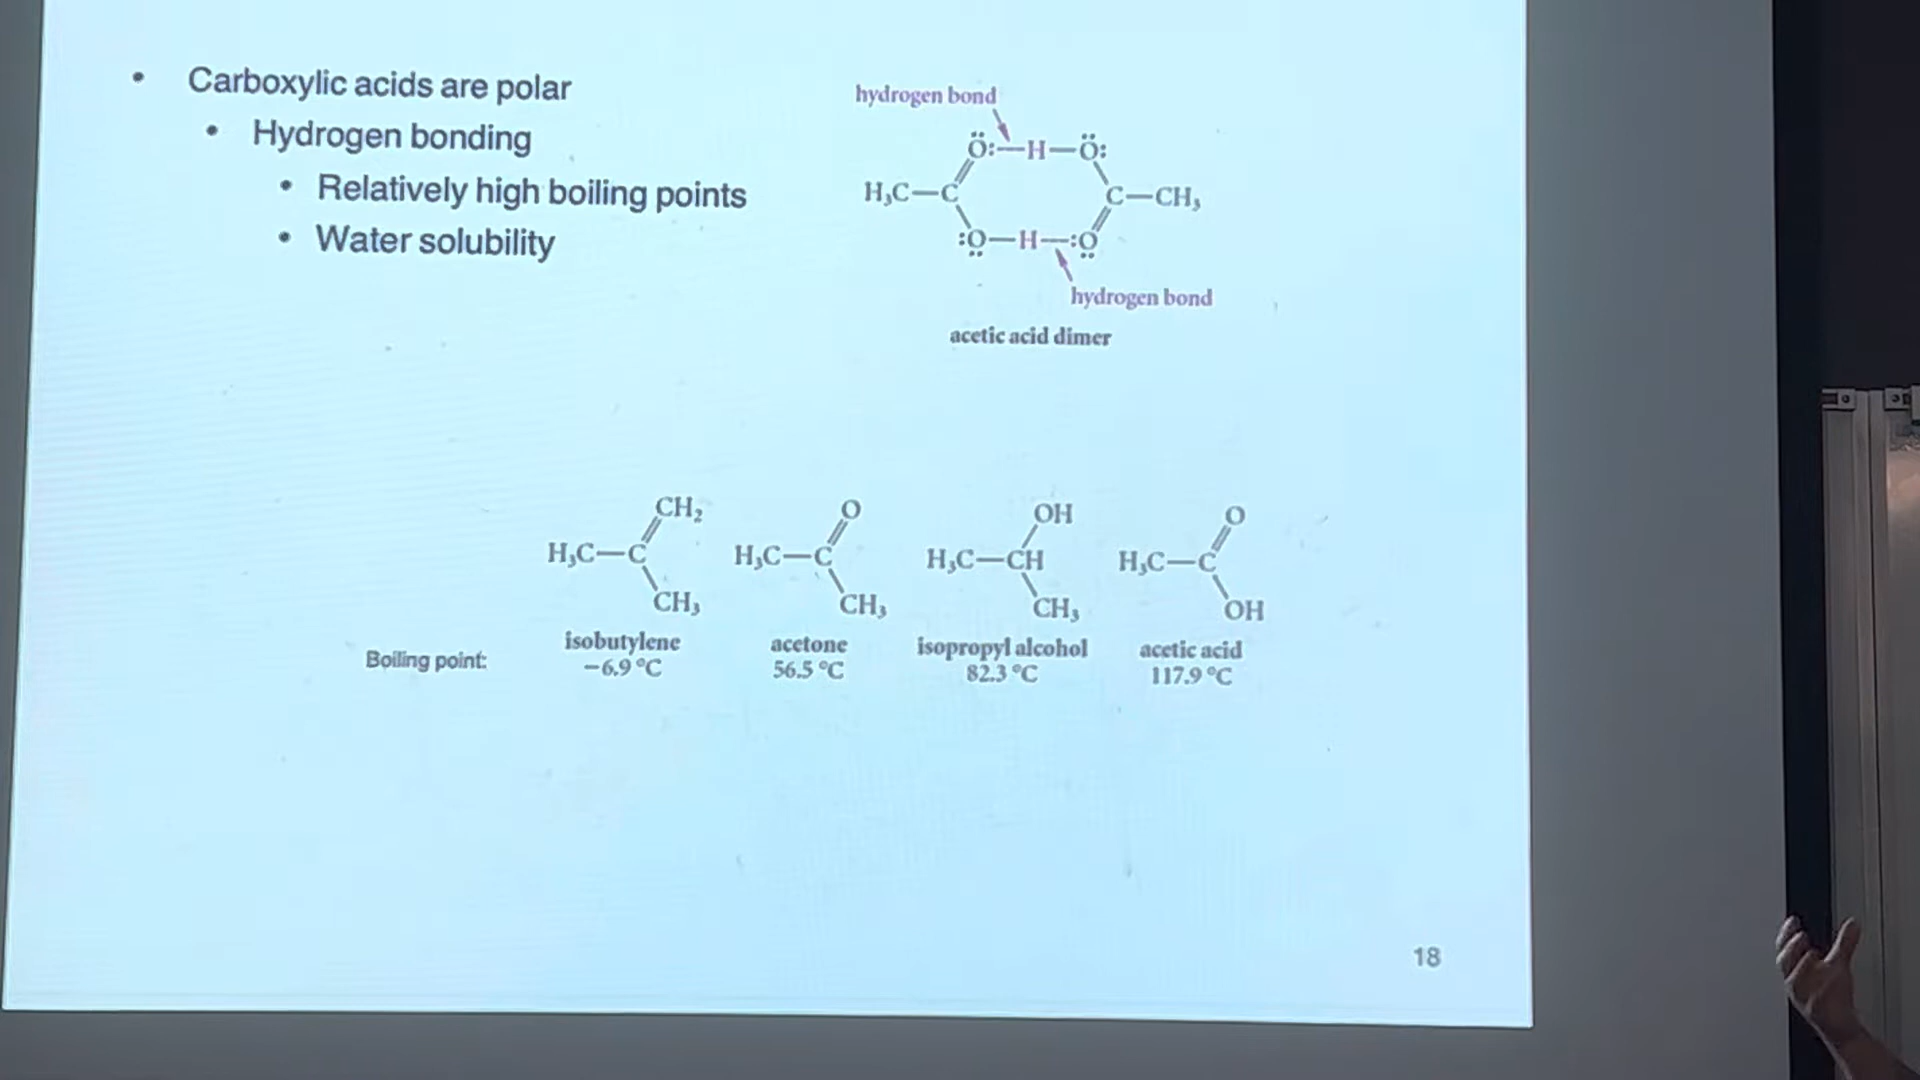 • Carboxylic acids are polar
• Hydrogen bonding
• Relatively high boiling points
• Water solubility
hydrogen bond
Ö:—H—Ö:
H₃C—C
C—CH₃
:O—H—:O
hydrogen bond
acetic acid dimer
CH₂
H₃C—C
CH₃
isobutylene
−6.9 °C
O
H₃C—C
CH₃
acetone
56.5 °C
OH
H₃C—CH
CH₃
isopropyl alcohol
82.3 °C
O
H₃C—C
OH
acetic acid
117.9 °C
Boiling point:
18